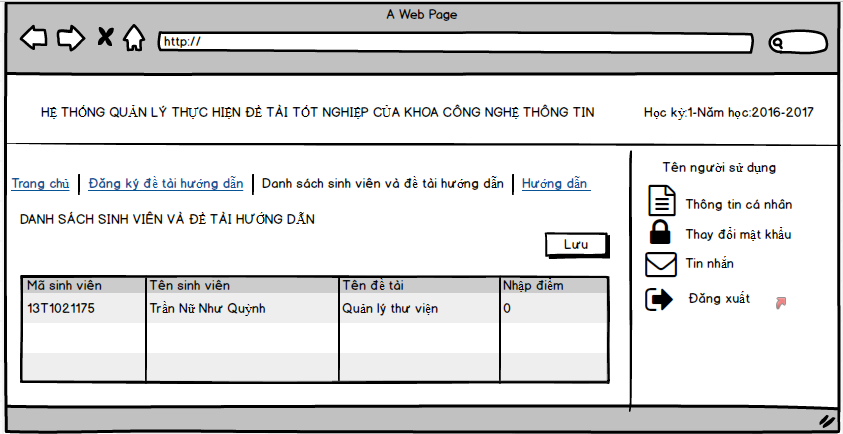 A Web Page
http://
HỆ THỐNG QUẢN LÝ THỰC HIỆN ĐỀ TÀI TỐT NGHIỆP CỦA KHOA CÔNG NGHỆ THÔNG TIN
Học kỳ:1-Năm học:2016-2017
Trang chủ | Đăng ký đề tài hướng dẫn | Danh sách sinh viên và đề tài hướng dẫn | Hướng dẫn
DANH SÁCH SINH VIÊN VÀ ĐỀ TÀI HƯỚNG DẪN
Lưu
Mã sinh viên Tên sinh viên Tên đề tài Nhập điểm
13T1021175 Trần Nữ Như Quỳnh Quản lý thư viện 0
Tên người sử dụng
Thông tin cá nhân
Thay đổi mật khẩu
Tin nhắn
Đăng xuất